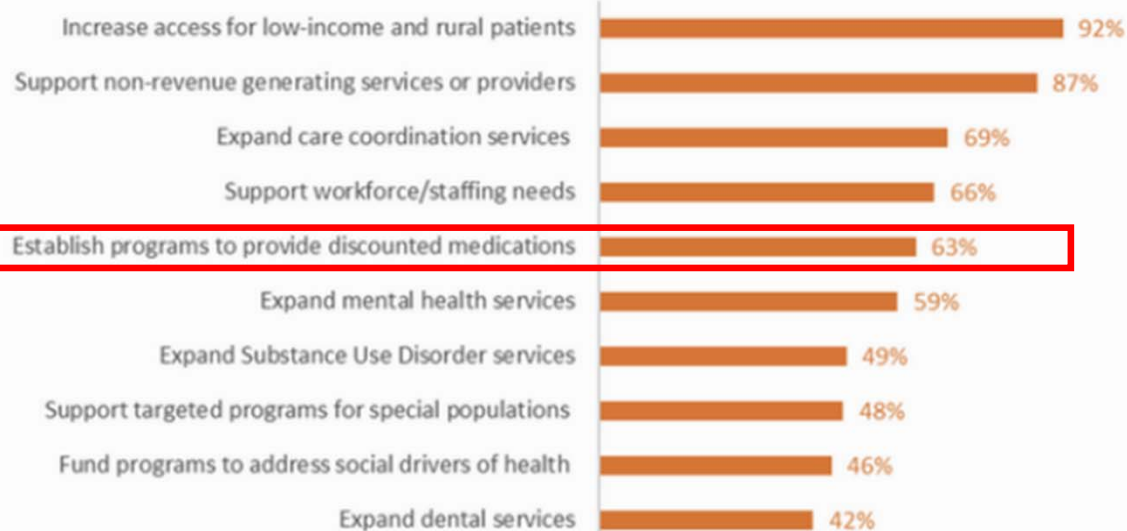 Increase access for low-income and rural patients 92%
Support non-revenue generating services or providers 87%
Expand care coordination services 69%
Support workforce/staffing needs 66%
Establish programs to provide discounted medications 63%
Expand mental health services 59%
Expand Substance Use Disorder services 49%
Support targeted programs for special populations 48%
Fund programs to address social drivers of health 46%
Expand dental services 42%